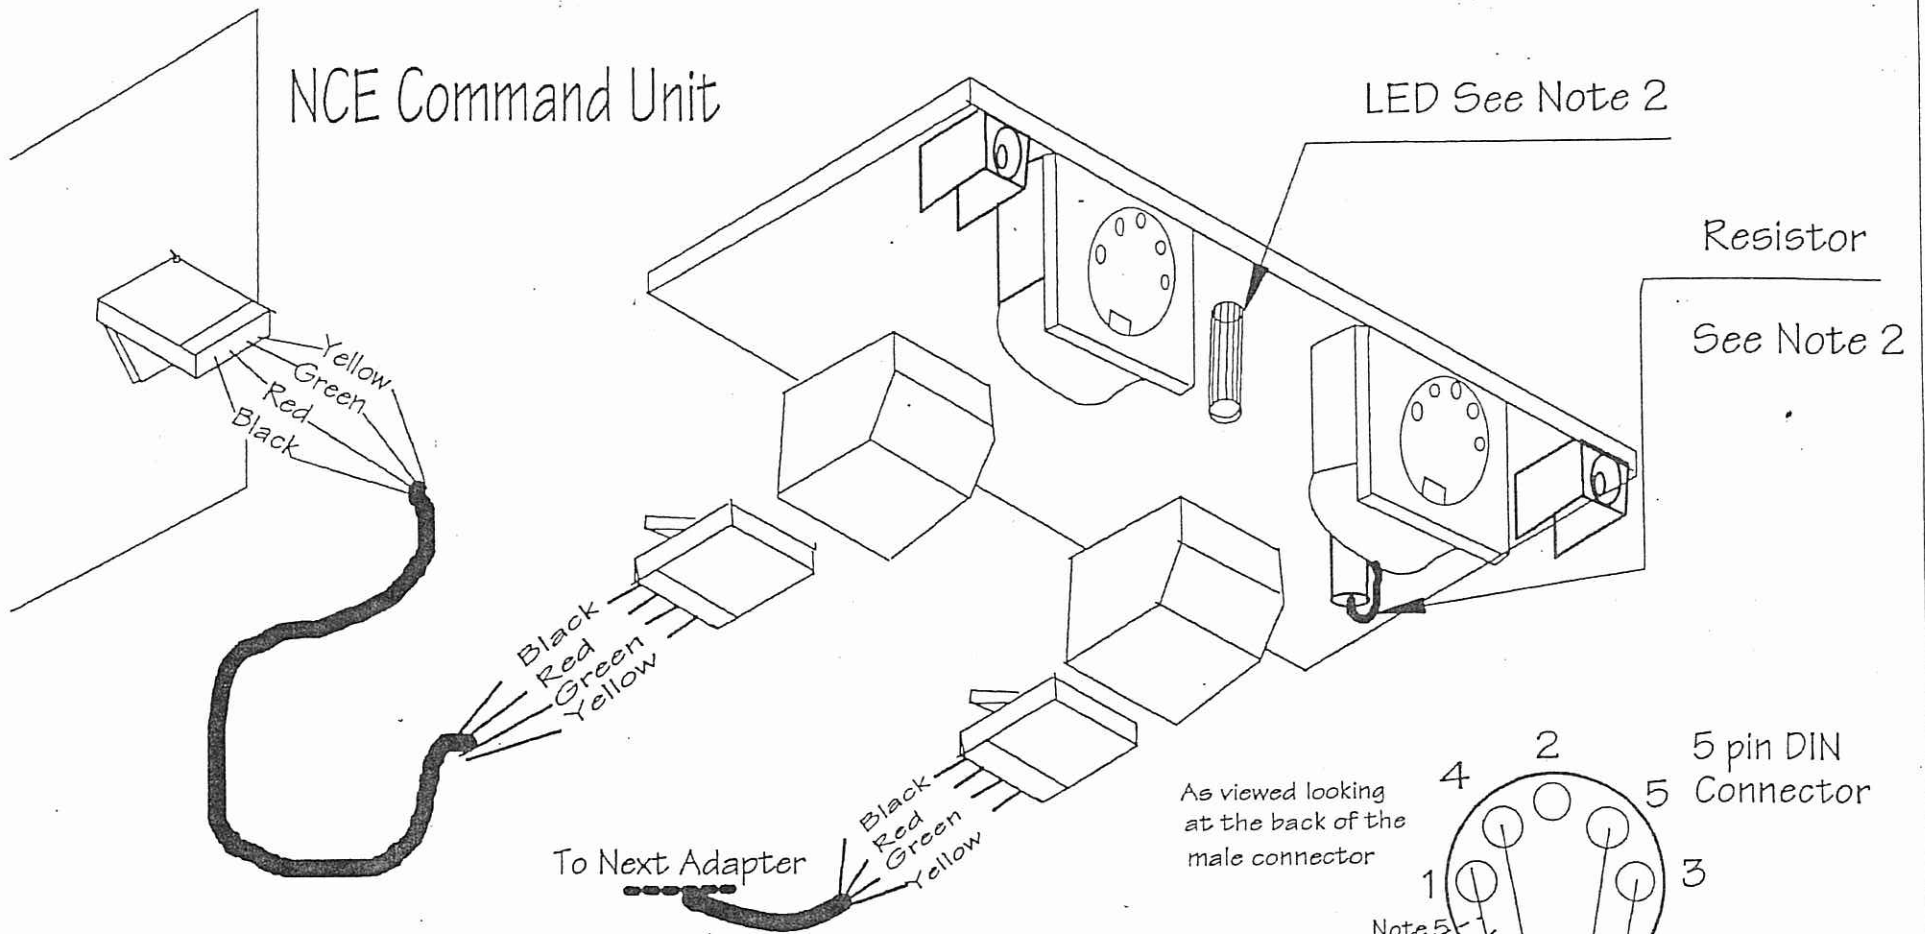 NCE Command Unit
LED See Note 2
Resistor
See Note 2
Yellow
Green
Red
Black
Black
Red
Green
Yellow
Black
Red
Green
Yellow
To Next Adapter
As viewed looking
at the back of the
male connector
5 pin DIN
Connector
2
4
5
1
3
Note 5